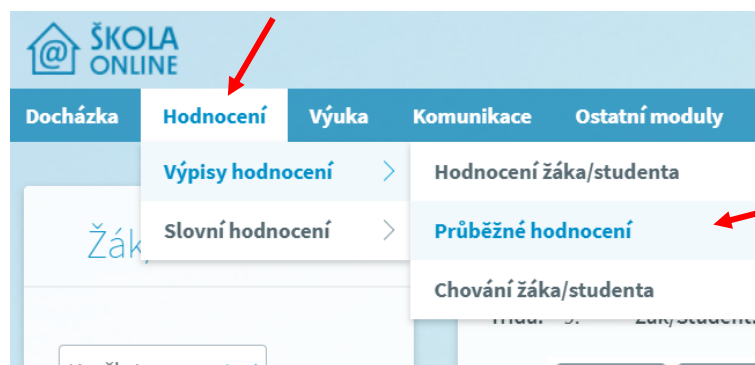 ŠKOLA
ONLINE
Docházka Hodnocení Výuka Komunikace Ostatní moduly
Výpisy hodnocení Hodnocení žáka/studenta
Slovní hodnocení Průběžné hodnocení
Chování žáka/studenta